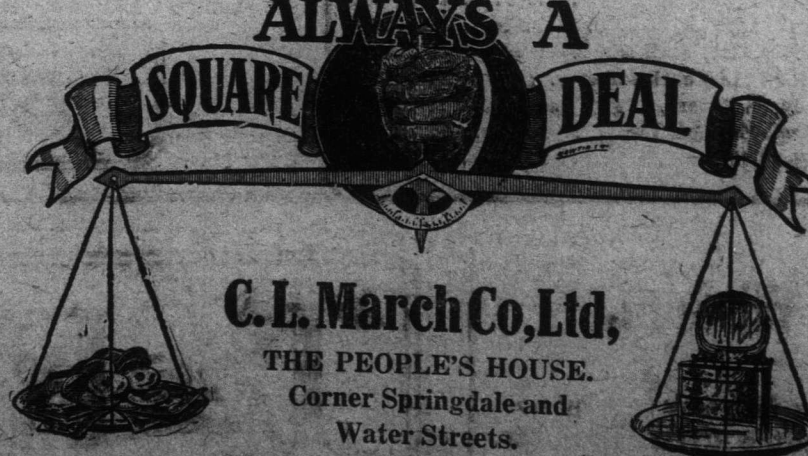 ALWAYS A
SQUARE DEAL
C. L. March Co, Ltd,
THE PEOPLE'S HOUSE.
Corner Springdale and
Water Streets.